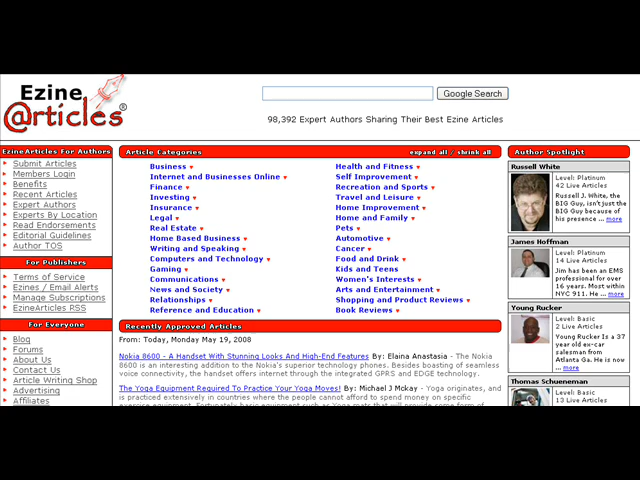 Ezine
@rticles®
Google Search
98,392 Expert Authors Sharing Their Best Ezine Articles
EzineArticles For Authors
Submit Articles
Members Login
Benefits
Recent Articles
Expert Authors
Experts By Location
Read Endorsements
Editorial Guidelines
Author TOS
For Publishers
Terms of Service
Ezines / Email Alerts
Manage Subscriptions
EzineArticles RSS
For Everyone
Blog
Forums
About Us
Contact Us
Article Writing Shop
Advertising
Affiliates
Article Categories
expand all / shrink all
Business
Internet and Businesses Online
Finance
Investing
Insurance
Legal
Real Estate
Home Based Business
Writing and Speaking
Computers and Technology
Gaming
Communications
News and Society
Relationships
Reference and Education
Health and Fitness
Self Improvement
Recreation and Sports
Travel and Leisure
Home Improvement
Home and Family
Pets
Automotive
Cancer
Food and Drink
Kids and Teens
Women's Interests
Arts and Entertainment
Shopping and Product Reviews
Book Reviews
Recently Approved Articles
From: Today, Monday May 19, 2008
Nokia 8600 - A Handset With Stunning Looks And High-End Features By: Elaina Anastasia - The Nokia
8600 is an interesting addition to the Nokia's superior technology phones. Besides boasting of seamless
voice connectivity, the handset offers internet through the integrated GPRS and EDGE technology.
The Yoga Equipment Required To Practice Your Yoga Moves! By: Michael J Mckay - Yoga originates, and
is practiced extensively in countries where the people cannot afford to spend money on specific
Author Spotlight
Russell White
Level: Platinum
42 Live Articles
Russell J. White, the
BIG Guy, isn't just the
BIG Guy because of
his presence ... more
James Hoffman
Level: Platinum
14 Live Articles
Jim has been an EMS
professional for over
16 years. Most within
NYC 911. He ... more
Young Rucker
Level: Basic
2 Live Articles
Young Rucker Is a 37
year old ex-car
salesman from
Atlanta Ga. He is now
... more
Thomas Schueneman
Level: Basic
13 Live Articles